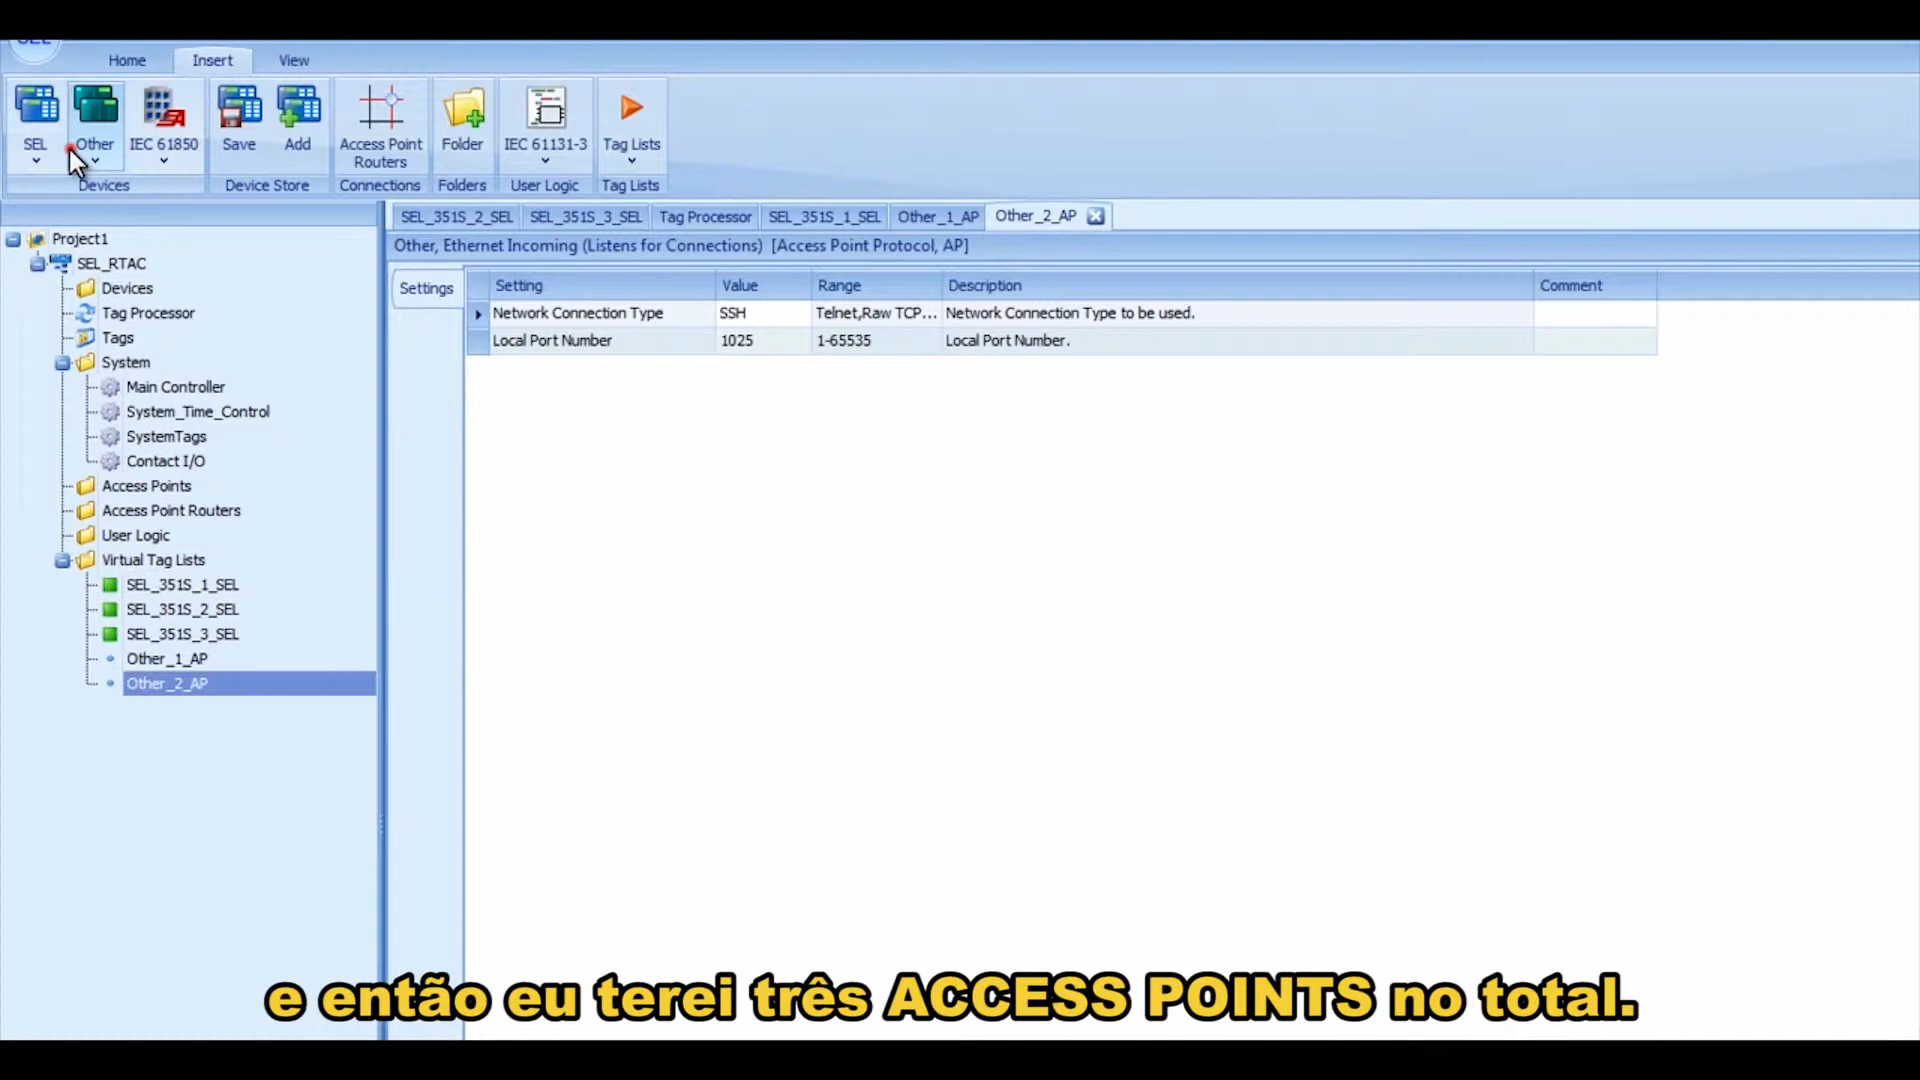 SEL
Home Insert View
SEL Other IEC 61850 Save Add Access Point Routers Folder IEC 61131-3 Tag Lists
Devices Device Store Connections Folders User Logic Tag Lists
SEL_351S_2_SEL SEL_351S_3_SEL Tag Processor SEL_351S_1_SEL Other_1_AP Other_2_AP
Other, Ethernet Incoming (Listens for Connections) [Access Point Protocol, AP]
Project1
SEL_RTAC
Devices
Tag Processor
Tags
System
Main Controller
System_Time_Control
SystemTags
Contact I/O
Access Points
Access Point Routers
User Logic
Virtual Tag Lists
SEL_351S_1_SEL
SEL_351S_2_SEL
SEL_351S_3_SEL
Other_1_AP
Other_2_AP
Settings
Setting Value Range Description Comment
Network Connection Type SSH Telnet,Raw TCP... Network Connection Type to be used.
Local Port Number 1025 1-65535 Local Port Number.
e então eu terei três ACCESS POINTS no total.